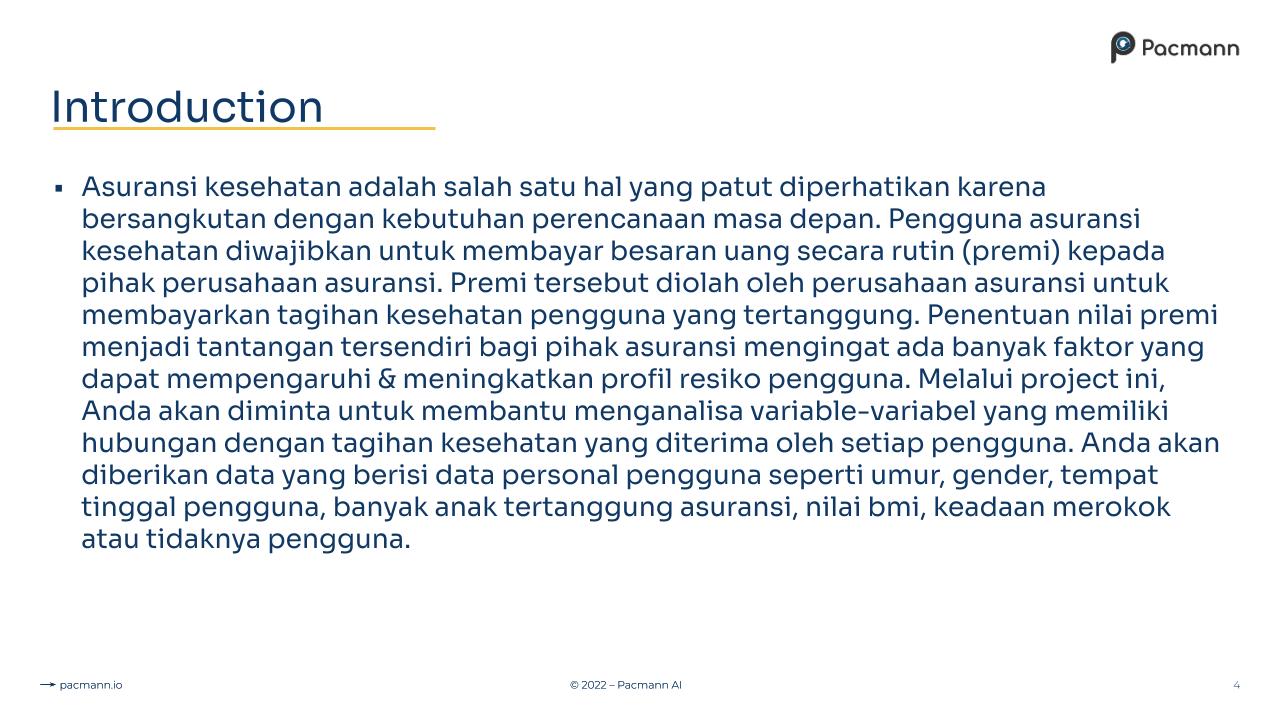 Pacmann
Introduction
▪ Asuransi kesehatan adalah salah satu hal yang patut diperhatikan karena
bersangkutan dengan kebutuhan perencanaan masa depan. Pengguna asuransi
kesehatan diwajibkan untuk membayar besaran uang secara rutin (premi) kepada
pihak perusahaan asuransi. Premi tersebut diolah oleh perusahaan asuransi untuk
membayarkan tagihan kesehatan pengguna yang tertanggung. Penentuan nilai premi
menjadi tantangan tersendiri bagi pihak asuransi mengingat ada banyak faktor yang
dapat mempengaruhi & meningkatkan profil resiko pengguna. Melalui project ini,
Anda akan diminta untuk membantu menganalisa variable-variabel yang memiliki
hubungan dengan tagihan kesehatan yang diterima oleh setiap pengguna. Anda akan
diberikan data yang berisi data personal pengguna seperti umur, gender, tempat
tinggal pengguna, banyak anak tertanggung asuransi, nilai bmi, keadaan merokok
atau tidaknya pengguna.
pacmann.io
© 2022 – Pacmann AI
4